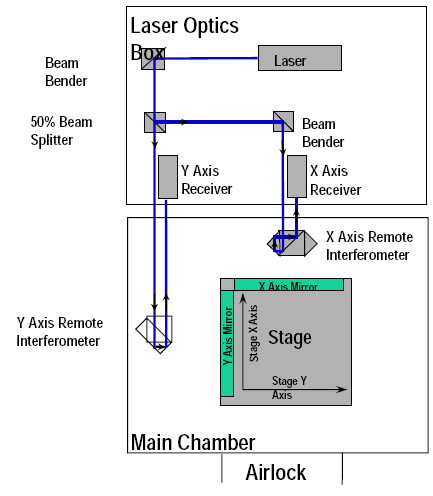 Laser Optics
Box
Beam
Bender
Laser
50% Beam
Splitter
Beam
Bender
Y Axis
Receiver
X Axis
Receiver
X Axis Remote
Interferometer
X Axis Mirror
Y Axis Mirror
Stage X Axis
Stage
Y Axis Remote
Interferometer
Stage Y
Axis
Main Chamber
Airlock